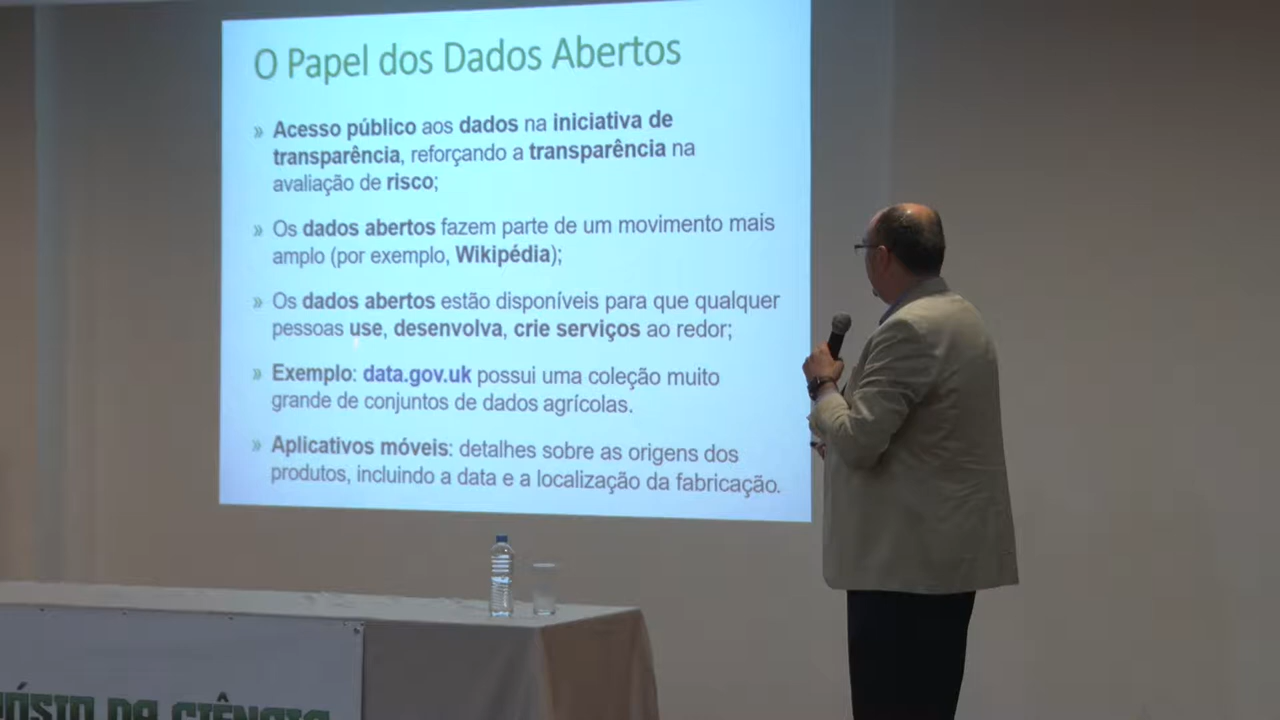 O Papel dos Dados Abertos
» Acesso público aos dados na iniciativa de
transparência, reforçando a transparência na
avaliação de risco;
» Os dados abertos fazem parte de um movimento mais
amplo (por exemplo, Wikipédia);
» Os dados abertos estão disponíveis para que qualquer
pessoas use, desenvolva, crie serviços ao redor;
» Exemplo: data.gov.uk possui uma coleção muito
grande de conjuntos de dados agrícolas.
» Aplicativos móveis: detalhes sobre as origens dos
produtos, incluindo a data e a localização da fabricação.
DA CIÊNCIA